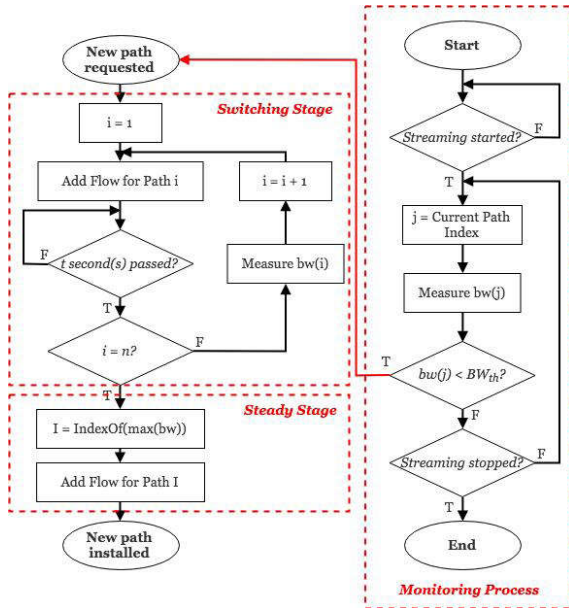 New path
requested
Switching Stage
i = 1
Add Flow for Path i
i = i + 1
F
t second(s) passed?
Measure bw(i)
T
i = n?
F
T
Steady Stage
I = IndexOf(max(bw))
Add Flow for Path I
New path
installed
Start
Streaming started?
F
T
j = Current Path
Index
Measure bw(j)
T
bw(j) < BWth?
F
Streaming stopped?
F
T
End
Monitoring Process